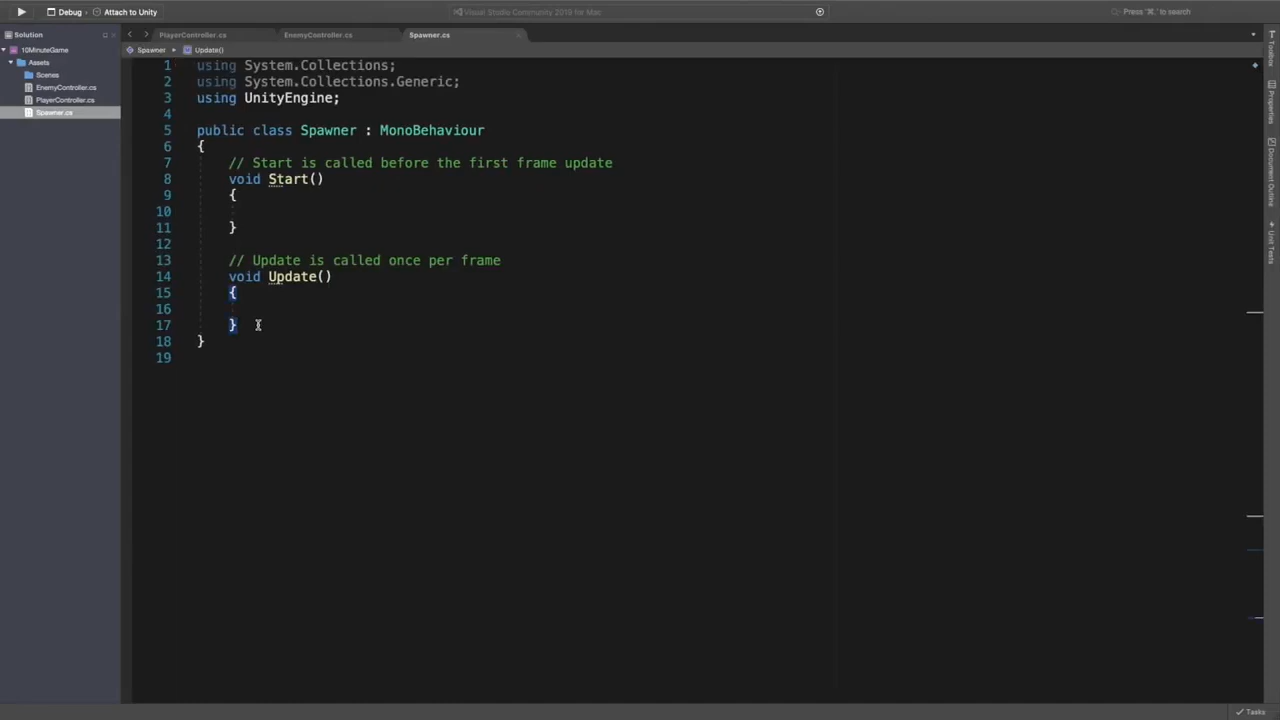 Debug
Attach to Unity
Visual Studio Community 2019 for Mac
Press '⌘.' to search
Solution
10MinuteGame
Assets
Scenes
EnemyController.cs
PlayerController.cs
Spawner.cs
PlayerController.cs
EnemyController.cs
Spawner.cs
Spawner
Update()
1 using System.Collections;
2 using System.Collections.Generic;
3 using UnityEngine;
4
5 public class Spawner : MonoBehaviour
6 {
7 // Start is called before the first frame update
8 void Start()
9 {
10
11 }
12
13 // Update is called once per frame
14 void Update()
15 {
16
17 }
18 }
19
Toolbox
Properties
Document Outline
Unit Tests
Tasks